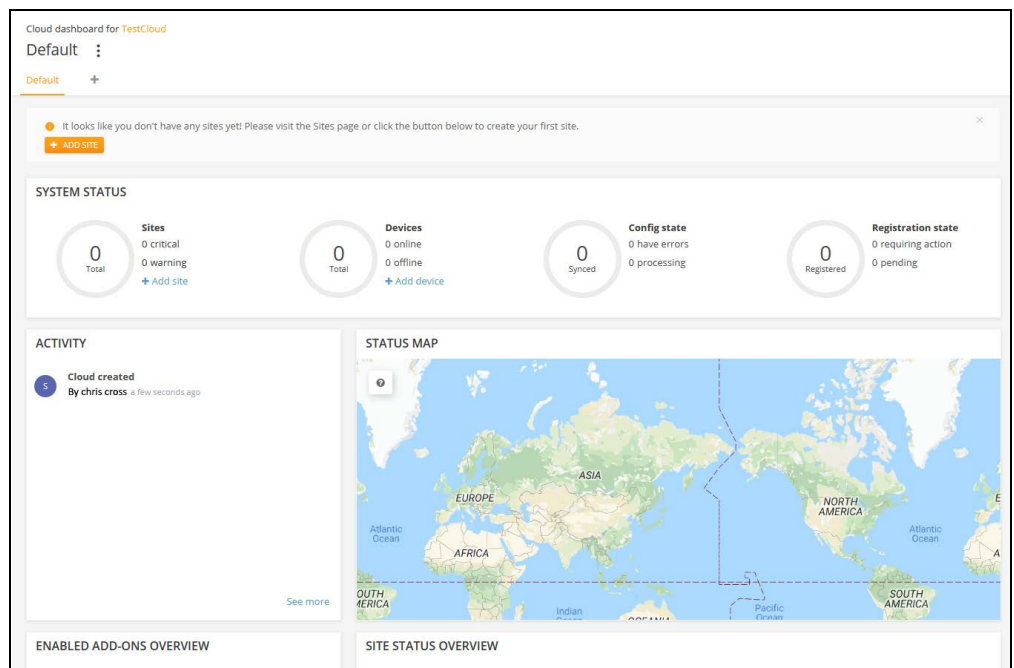 Cloud dashboard for TestCloud
Default
Default +
It looks like you don't have any sites yet! Please visit the Sites page or click the button below to create your first site.
×
+ ADD SITE
SYSTEM STATUS
0
Total
Sites
0 critical
0 warning
+ Add site
0
Total
Devices
0 online
0 offline
+ Add device
0
Synced
Config state
0 have errors
0 processing
0
Registered
Registration state
0 requiring action
0 pending
ACTIVITY
S
Cloud created
By chris cross a few seconds ago
See more
STATUS MAP
?
ASIA
EUROPE
NORTH
AMERICA
Atlantic
Ocean
Atlantic
Ocean
AFRICA
OUTH
MERICA
SOUTH
AMERICA
Indian
Pacific
Ocean
ENABLED ADD-ONS OVERVIEW
SITE STATUS OVERVIEW